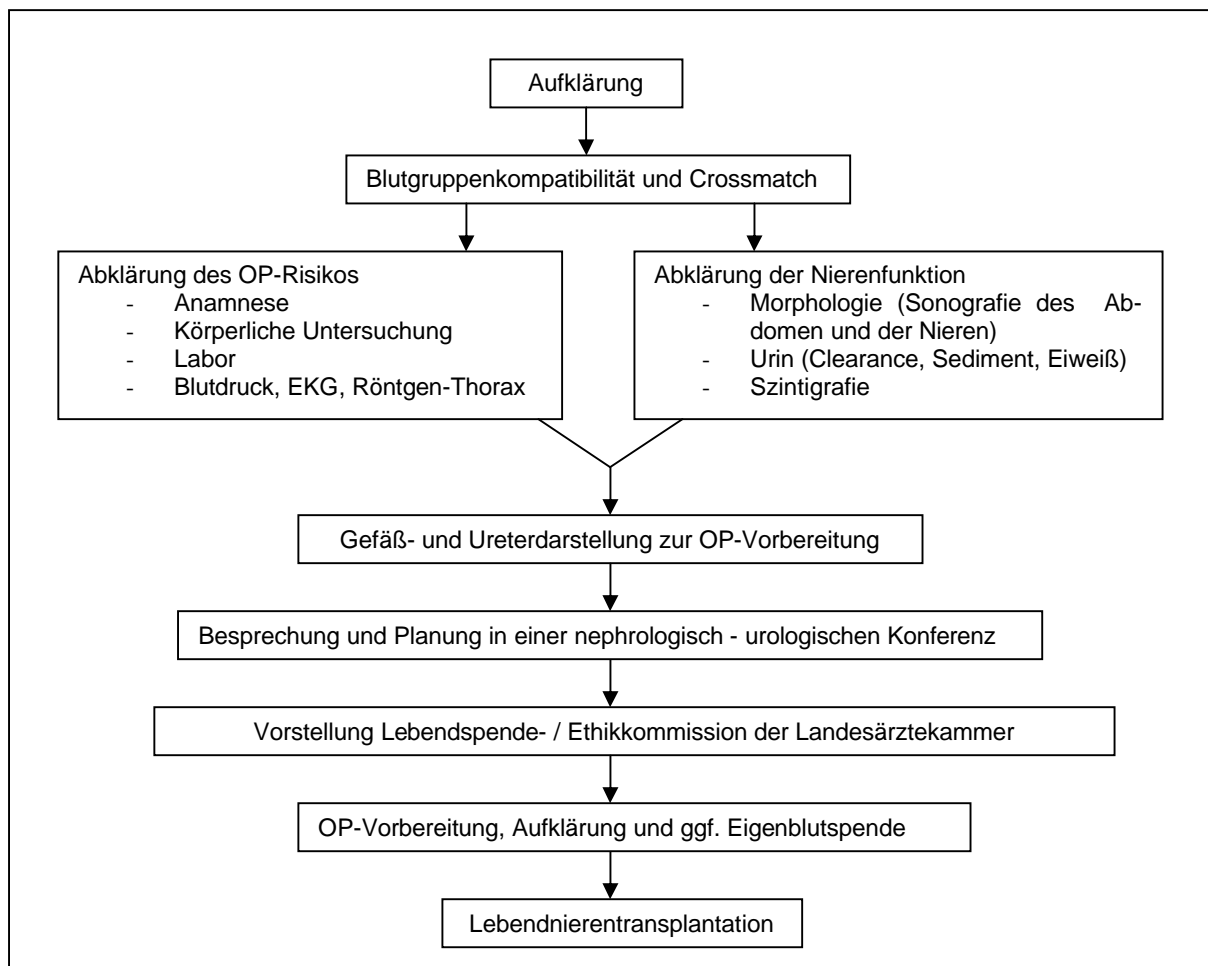 Aufklärung
Blutgruppenkompatibilität und Crossmatch
Abklärung des OP-Risikos
- Anamnese
- Körperliche Untersuchung
- Labor
- Blutdruck, EKG, Röntgen-Thorax
Abklärung der Nierenfunktion
- Morphologie (Sonografie des Ab-
domen und der Nieren)
- Urin (Clearance, Sediment, Eiweiß)
- Szintigrafie
Gefäß- und Ureterdarstellung zur OP-Vorbereitung
Besprechung und Planung in einer nephrologisch - urologischen Konferenz
Vorstellung Lebendspende- / Ethikkommission der Landesärztekammer
OP-Vorbereitung, Aufklärung und ggf. Eigenblutspende
Lebendnierentransplantation